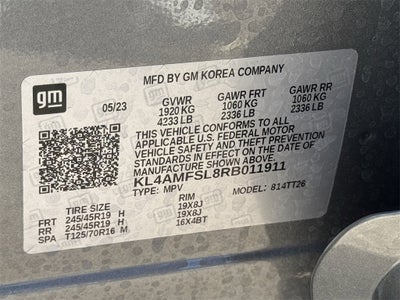 gm
MFD BY GM KOREA COMPANY
05/23 GVWR GAWR FRT GAWR RR
1920 KG 1060 KG 1060 KG
4233 LB 2336 LB 2336 LB
THIS VEHICLE CONFORMS TO ALL
APPLICABLE U.S. FEDERAL MOTOR
VEHICLE SAFETY AND THEFT PREVENTION
STANDARDS IN EFFECT ON THE DATE OF
MANUFACTURE SHOWN ABOVE.
KL4AMFSL8RB011911
TYPE: MPV 814TT26
TIRE SIZE RIM
FRT 245/45R19 H 19X8J
RR 245/45R19 H 19X8J
SPA T125/70R16 M 16X4BT